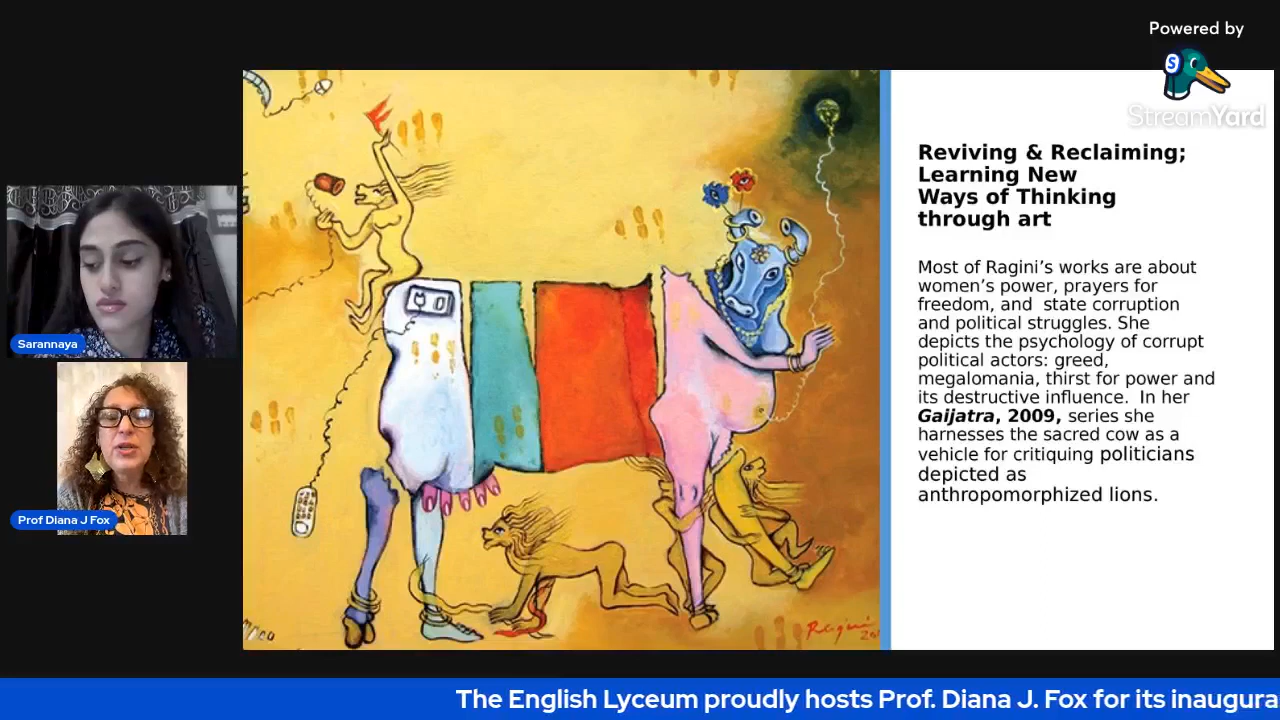 Powered by
S
StreamYard
Reviving & Reclaiming;
Learning New
Ways of Thinking
through art
Most of Ragini’s works are about
women’s power, prayers for
freedom, and state corruption
and political struggles. She
depicts the psychology of corrupt
political actors: greed,
megalomania, thirst for power and
its destructive influence. In her
Gaijatra, 2009, series she
harnesses the sacred cow as a
vehicle for critiquing politicians
depicted as
anthropomorphized lions.
Sarannaya
Prof Diana J Fox
Ragini
The English Lyceum proudly hosts Prof. Diana J. Fox for its inaugura